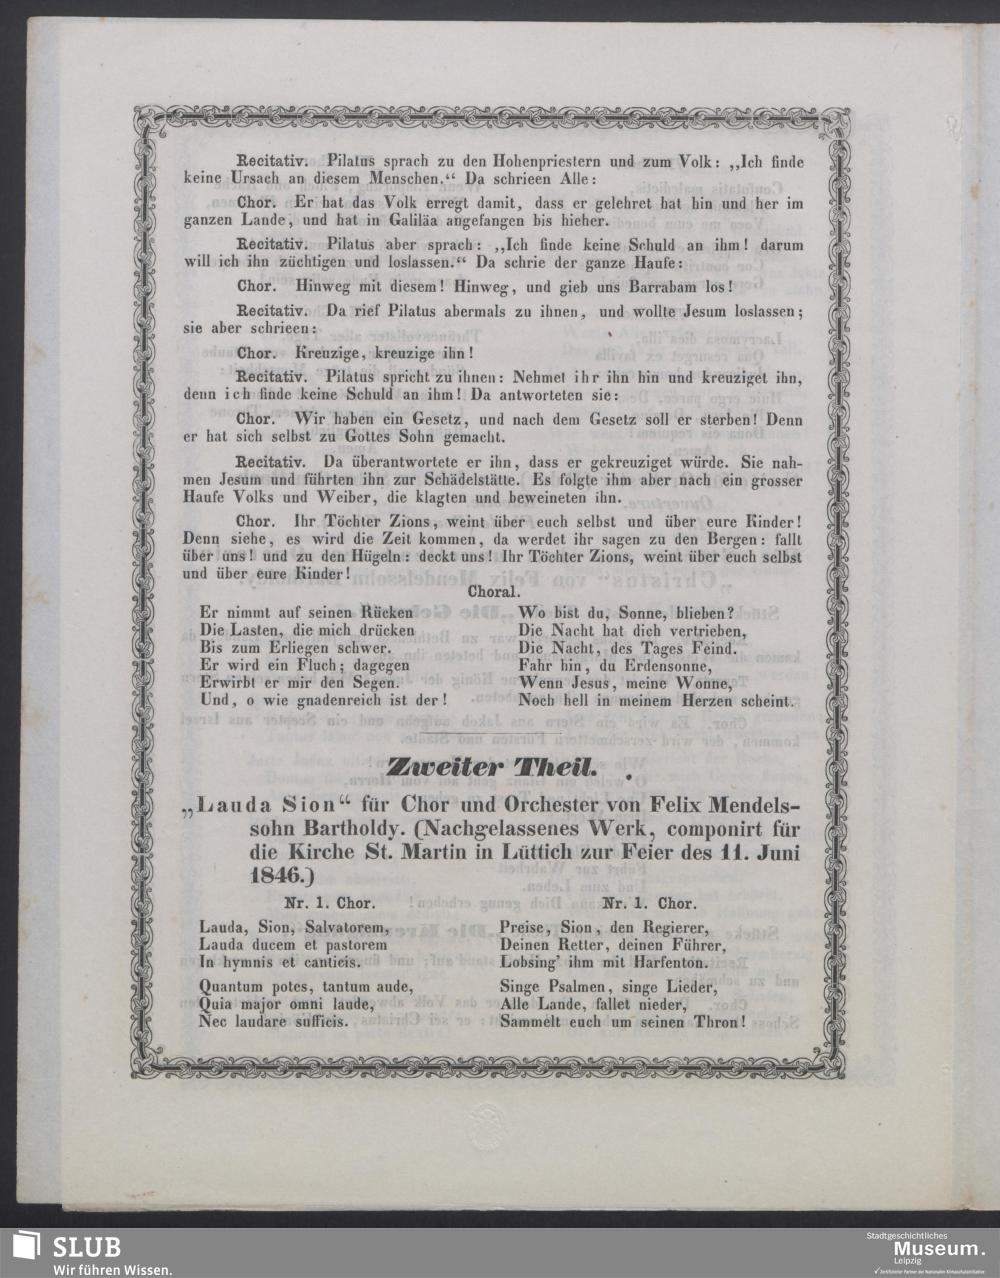 Recitativ. Pilatus sprach zu den Hohenpriestern und zum Volk: ,,Ich finde
keine Ursach an diesem Menschen.“ Da schrieen Alle:
Chor. Er hat das Volk erregt damit, dass er gelehret hat hin und her im
ganzen Lande, und hat in Galiläa angefangen bis hieher.
Recitativ. Pilatus aber sprach: ,,Ich finde keine Schuld an ihm! darum
will ich ihn züchtigen und loslassen.“ Da schrie der ganze Haufe:
Chor. Hinweg mit diesem! Hinweg, und gieb uns Barrabam los!
Recitativ. Da rief Pilatus abermals zu ihnen, und wollte Jesum loslassen;
sie aber schrieen:
Chor. Kreuzige, kreuzige ihn!
Recitativ. Pilatus spricht zu ihnen: Nehmet ihr ihn hin und kreuziget ihn,
denn ich finde keine Schuld an ihm! Da antworteten sie:
Chor. Wir haben ein Gesetz, und nach dem Gesetz soll er sterben! Denn
er hat sich selbst zu Gottes Sohn gemacht.
Recitativ. Da überantwortete er ihn, dass er gekreuziget würde. Sie nah-
men Jesum und führten ihn zur Schädelstätte. Es folgte ihm aber nach ein grosser
Haufe Volks und Weiber, die klagten und beweineten ihn.
Chor. Ihr Töchter Zions, weint über euch selbst und über eure Kinder!
Denn siehe, es wird die Zeit kommen, da werdet ihr sagen zu den Bergen: fallt
über uns! und zu den Hügeln: deckt uns! Ihr Töchter Zions, weint über euch selbst
und über eure Kinder!
Choral.
Er nimmt auf seinen Rücken
Die Lasten, die mich drücken
Bis zum Erliegen schwer.
Er wird ein Fluch; dagegen
Erwirbt er mir den Segen.
Und, o wie gnadenreich ist der!
Wo bist du, Sonne, blieben?
Die Nacht hat dich vertrieben,
Die Nacht, des Tages Feind.
Fahr hin, du Erdensonne,
Wenn Jesus, meine Wonne,
Noch hell in meinem Herzen scheint.
Zweiter Theil.
„Lauda Sion“ für Chor und Orchester von Felix Mendels-
sohn Bartholdy. (Nachgelassenes Werk, componirt für
die Kirche St. Martin in Lüttich zur Feier des 11. Juni
1846.)
Nr. 1. Chor.
Lauda, Sion, Salvatorem,
Lauda ducem et pastorem
In hymnis et canticis.
Quantum potes, tantum aude,
Quia major omni laude,
Nec laudare sufficis.
Nr. 1. Chor.
Preise, Sion, den Regierer,
Deinen Retter, deinen Führer,
Lobsing' ihm mit Harfenton.
Singe Psalmen, singe Lieder,
Alle Lande, fallet nieder,
Sammelt euch um seinen Thron!
SLUB
Wir führen Wissen.
Stadtgeschichtliches
Museum.
Leipzig
Zertifizierter Partner der Nationalen Klimaschutzinitiative